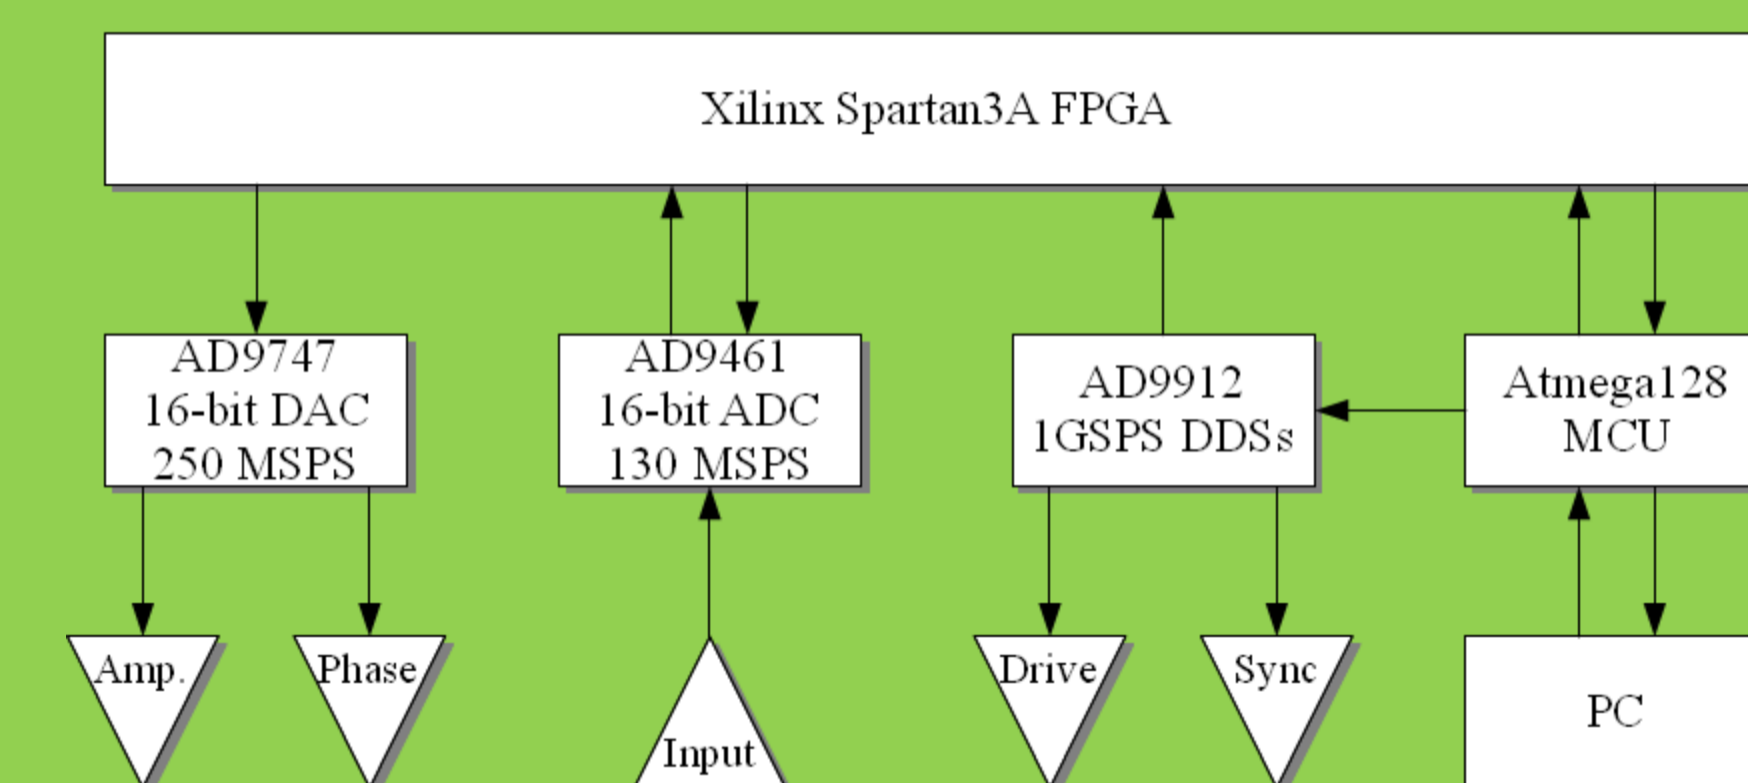 Xilinx Spartan3A FPGA
AD9747
16-bit DAC
250 MSPS
AD9461
16-bit ADC
130 MSPS
AD9912
1GSPS DDSs
Atmega128
MCU
Amp.
Phase
Input
Drive
Sync
PC